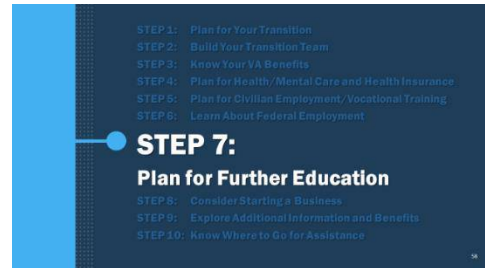 STEP 1: Plan for Your Transition
STEP 2: Build Your Transition Team
STEP 3: Know Your VA Benefits
STEP 4: Plan for Health/Mental Care and Health Insurance
STEP 5: Plan for Civilian Employment/Vocational Training
STEP 6: Learn About Federal Employment
STEP 7:
Plan for Further Education
STEP 8: Consider Starting a Business
STEP 9: Explore Additional Information and Benefits
STEP 10: Know Where to Go for Assistance